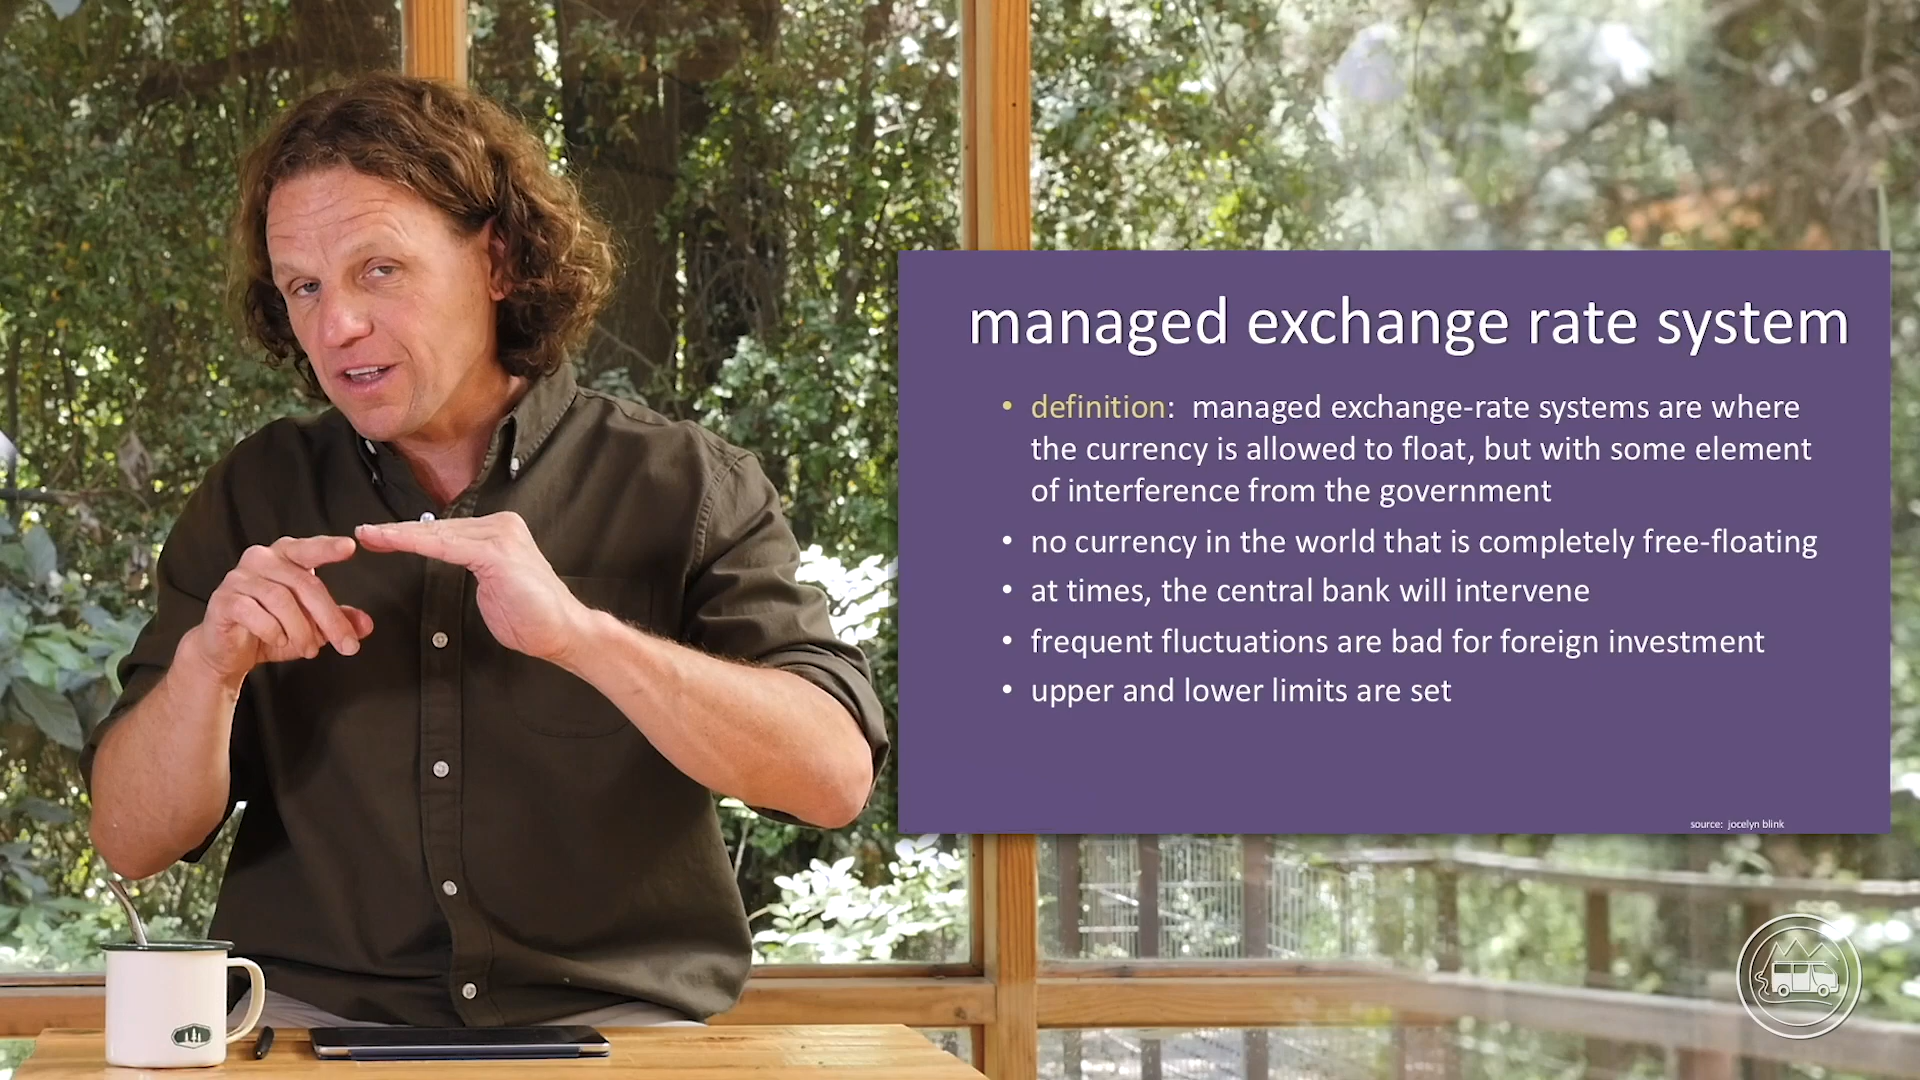 managed exchange rate system
• definition: managed exchange-rate systems are where
the currency is allowed to float, but with some element
of interference from the government
• no currency in the world that is completely free-floating
• at times, the central bank will intervene
• frequent fluctuations are bad for foreign investment
• upper and lower limits are set
source: jocelyn blink